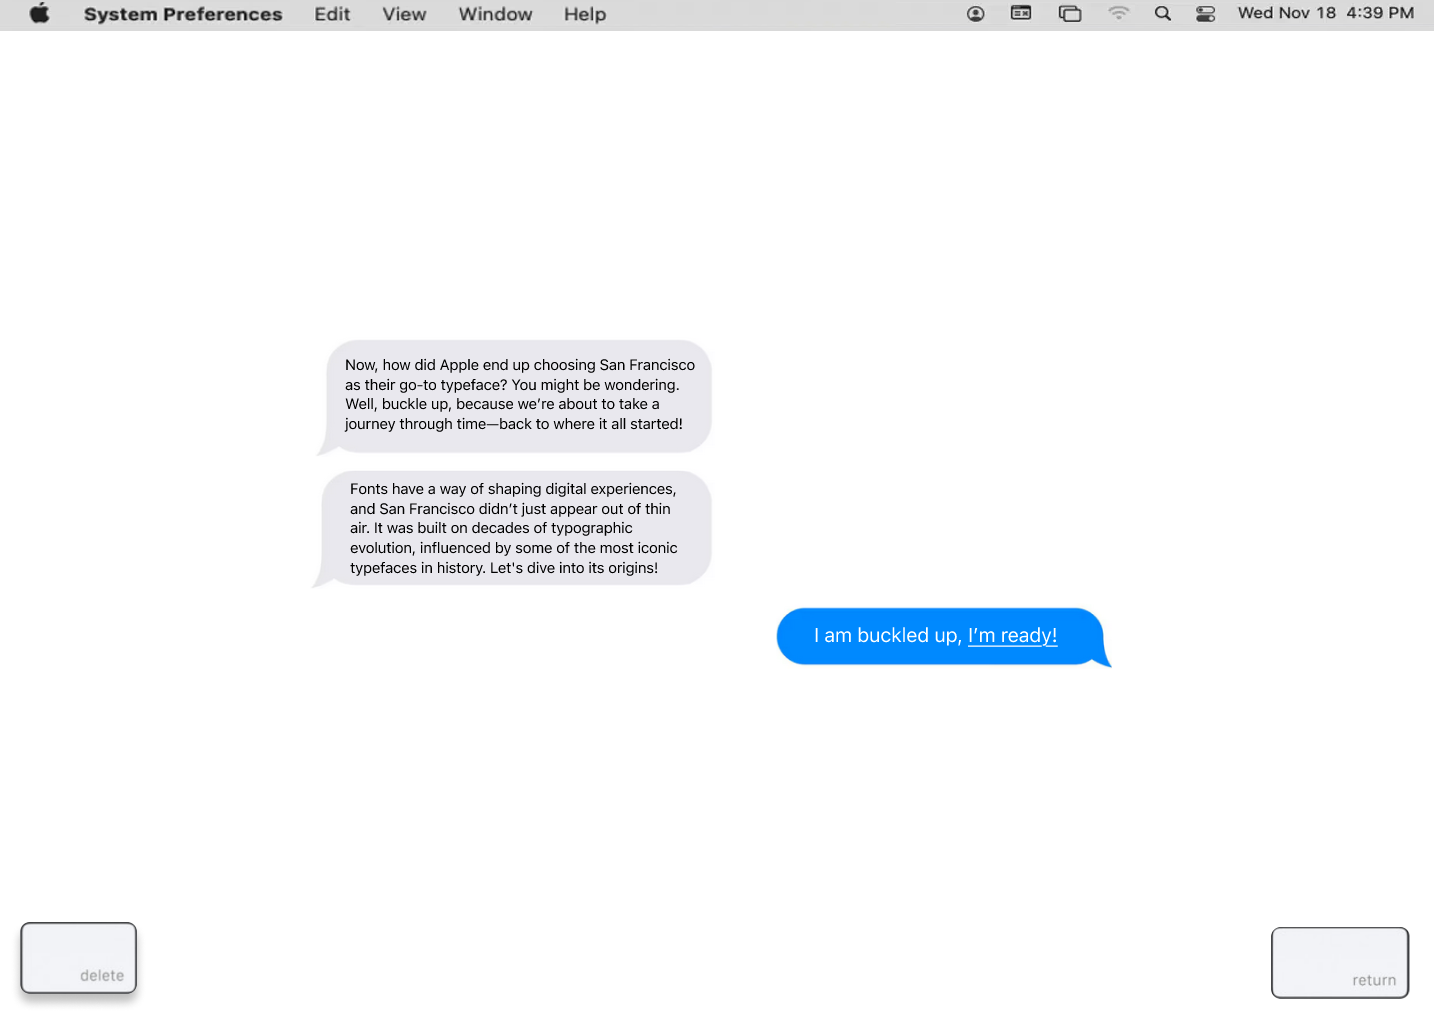 System Preferences Edit View Window Help Wed Nov 18 4:39 PM
Now, how did Apple end up choosing San Francisco
as their go-to typeface? You might be wondering.
Well, buckle up, because we’re about to take a
journey through time—back to where it all started!
Fonts have a way of shaping digital experiences,
and San Francisco didn’t just appear out of thin
air. It was built on decades of typographic
evolution, influenced by some of the most iconic
typefaces in history. Let's dive into its origins!
I am buckled up, I’m ready!
delete
return